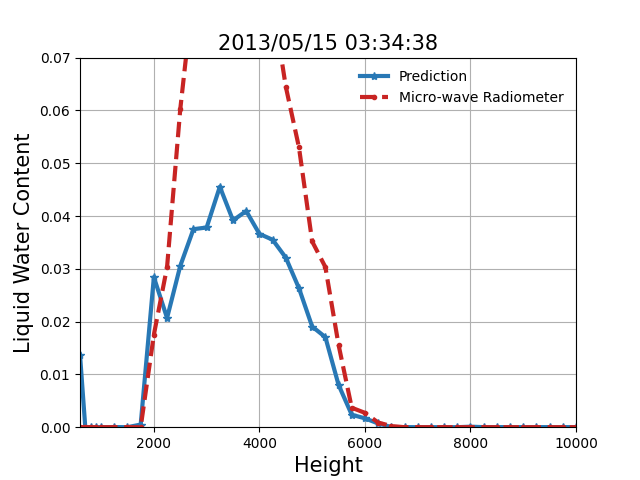 2013/05/15 03:34:38
Prediction
Micro-wave Radiometer
Liquid Water Content
0.07
0.06
0.05
0.04
0.03
0.02
0.01
0.00
2000 4000 6000 8000 10000
Height